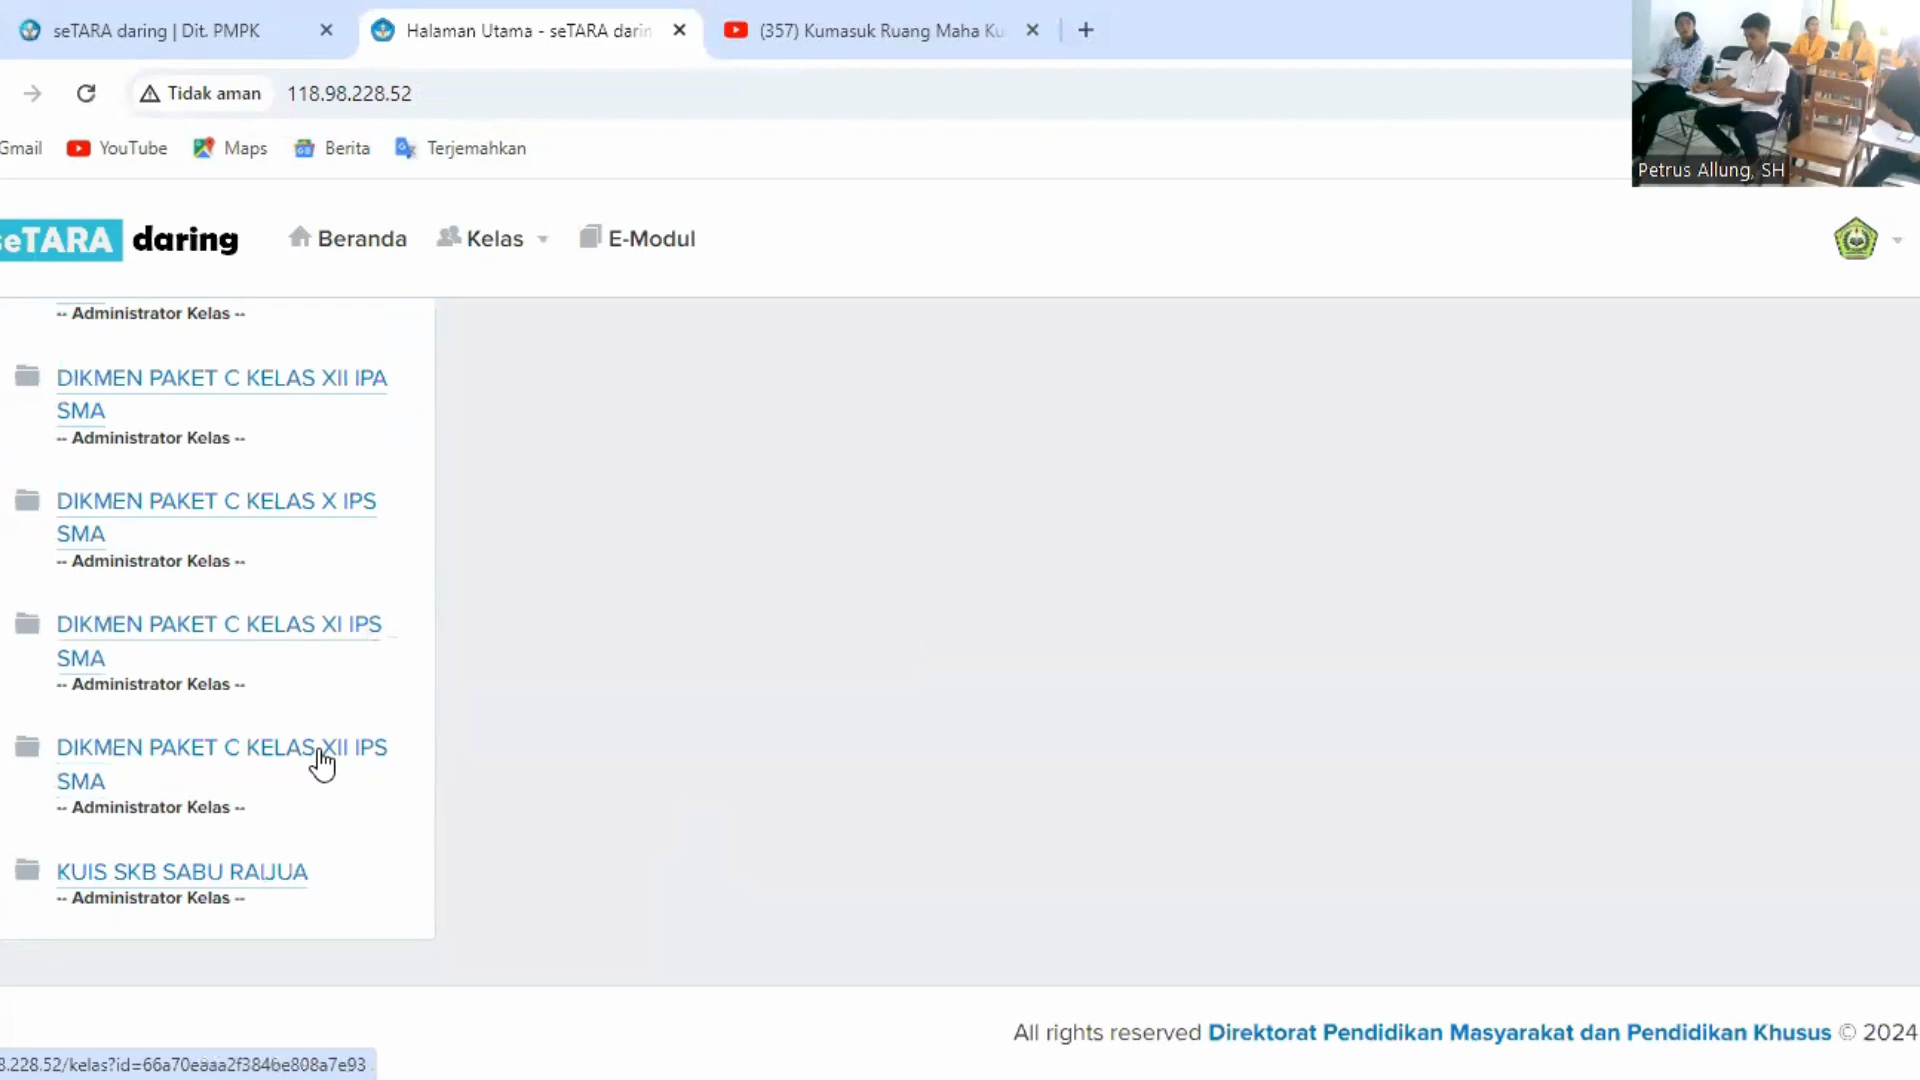 seTARA daring | Dit. PMPK
Halaman Utama - seTARA darin
(357) Kumasuk Ruang Maha Ku
Tidak aman
118.98.228.52
Gmail
YouTube
Maps
Berita
Terjemahkan
Petrus Allung, SH
seTARA daring
Beranda
Kelas
E-Modul
-- Administrator Kelas --
DIKMEN PAKET C KELAS XII IPA
SMA
-- Administrator Kelas --
DIKMEN PAKET C KELAS X IPS
SMA
-- Administrator Kelas --
DIKMEN PAKET C KELAS XI IPS
SMA
-- Administrator Kelas --
DIKMEN PAKET C KELAS XII IPS
SMA
-- Administrator Kelas --
KUIS SKB SABU RAIJUA
-- Administrator Kelas --
All rights reserved Direktorat Pendidikan Masyarakat dan Pendidikan Khusus © 2024
8.228.52/kelas?id=66a70eaaa2f3846e808a7e93